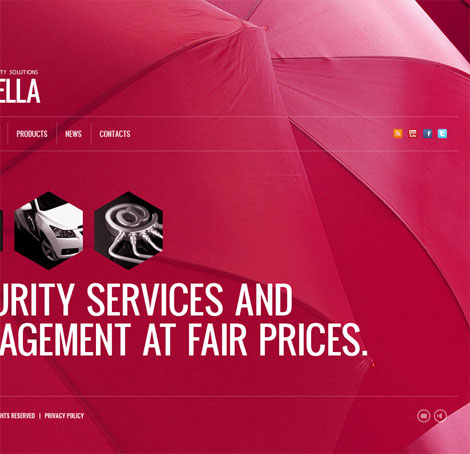 TY SOLUTIONS
ELLA
PRODUCTS NEWS CONTACTS
URITY SERVICES AND
AGEMENT AT FAIR PRICES.
HTS RESERVED | PRIVACY POLICY